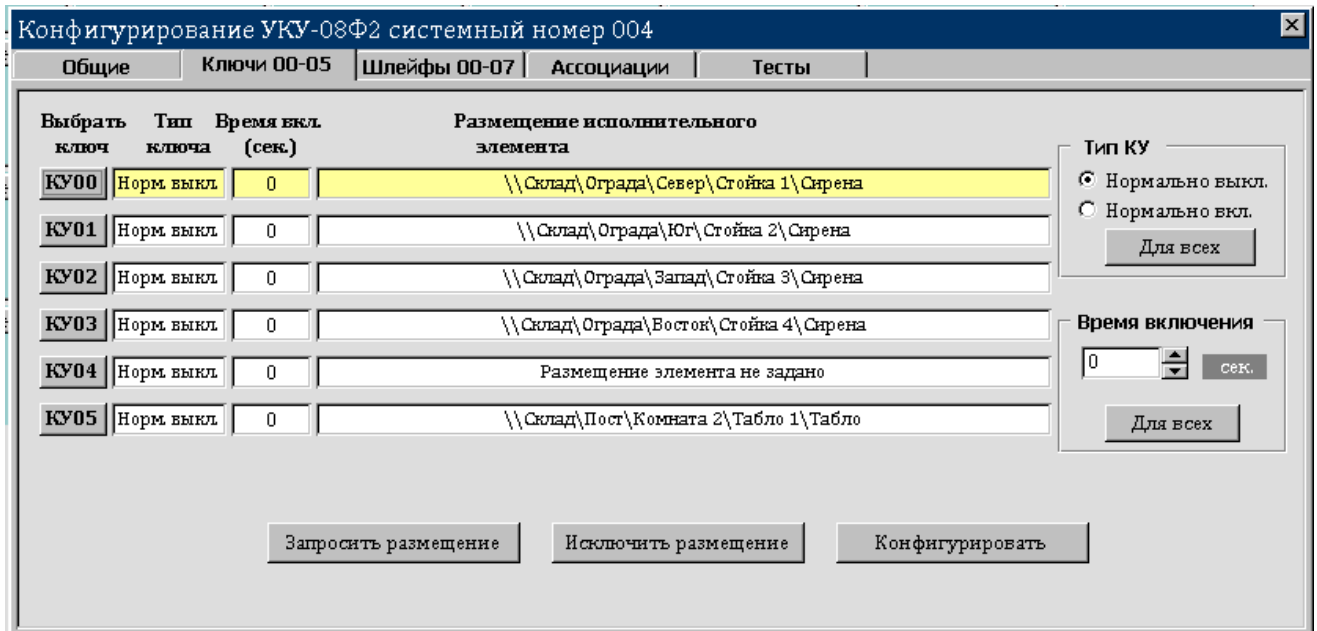 Конфигурирование УКУ-08Ф2 системный номер 004
Общие Ключи 00-05 Шлейфы 00-07 Ассоциации Тесты
Выбрать Тип Время вкл. Размещение исполнительного
ключ ключа (сек.) элемента
КУ00 Норм. выкл. 0 \\Склад\Ограда\Север\Стойка 1\Сирена
КУ01 Норм. выкл. 0 \\Склад\Ограда\Юг\Стойка 2\Сирена
КУ02 Норм. выкл. 0 \\Склад\Ограда\Запад\Стойка 3\Сирена
КУ03 Норм. выкл. 0 \\Склад\Ограда\Восток\Стойка 4\Сирена
КУ04 Норм. выкл. 0 Размещение элемента не задано
КУ05 Норм. выкл. 0 \\Склад\Пост\Комната 2\Табло 1\Табло
Тип КУ
Нормально выкл.
Нормально вкл.
Для всех
Время включения
0 сек.
Для всех
Запросить размещение Исключить размещение Конфигурировать